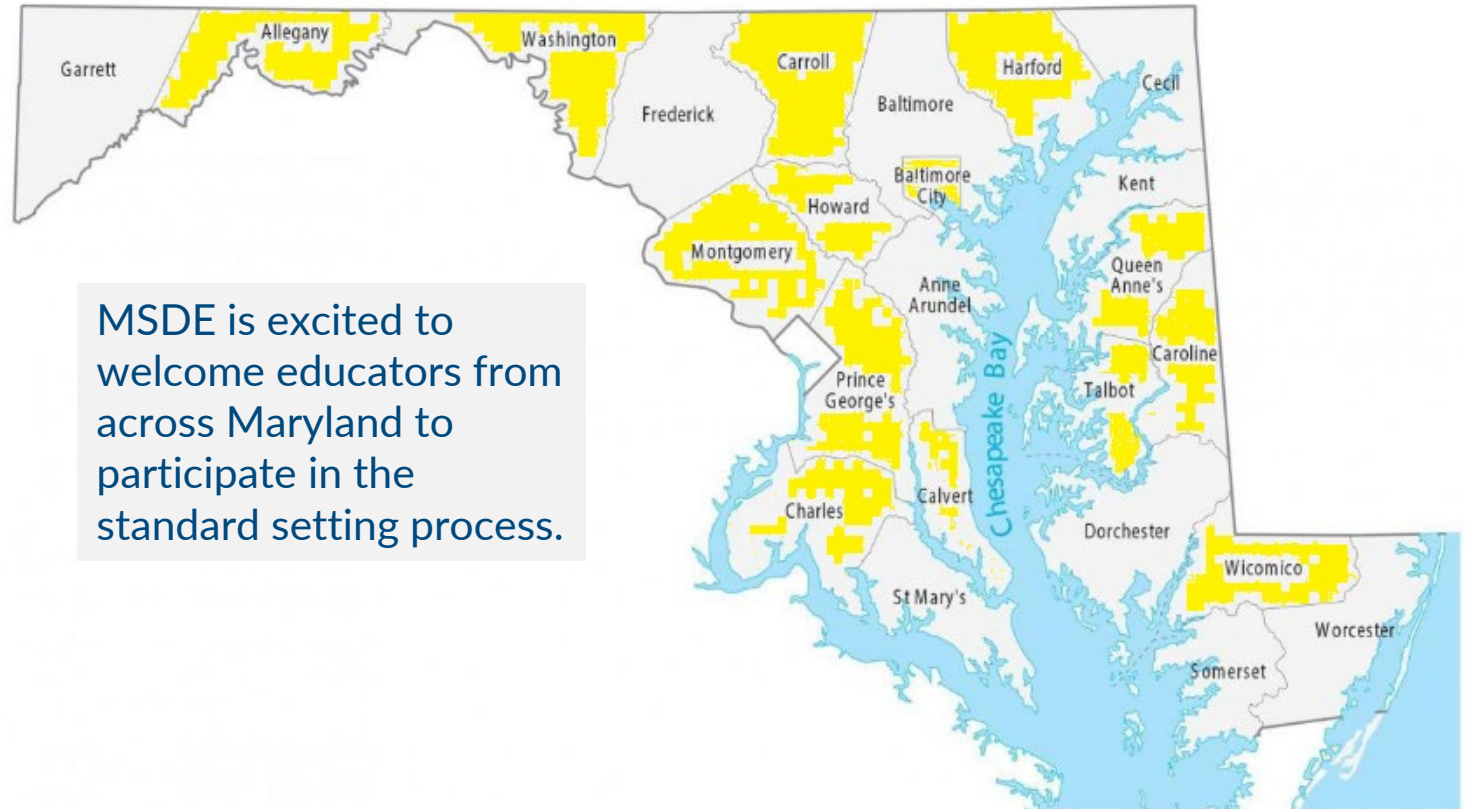 Allegany
Washington
Garrett
Carroll
Harford
Cecil
Baltimore
Frederick
Baltimore
City
Kent
Howard
Montgomery
Queen
Anne's
Anne
Arundel
MSDE is excited to
welcome educators from
across Maryland to
participate in the
standard setting process.
Caroline
Prince
George's
Talbot
Chesapeake Bay
Calvert
Charles
Dorchester
Wicomico
St Mary's
Worcester
Somerset